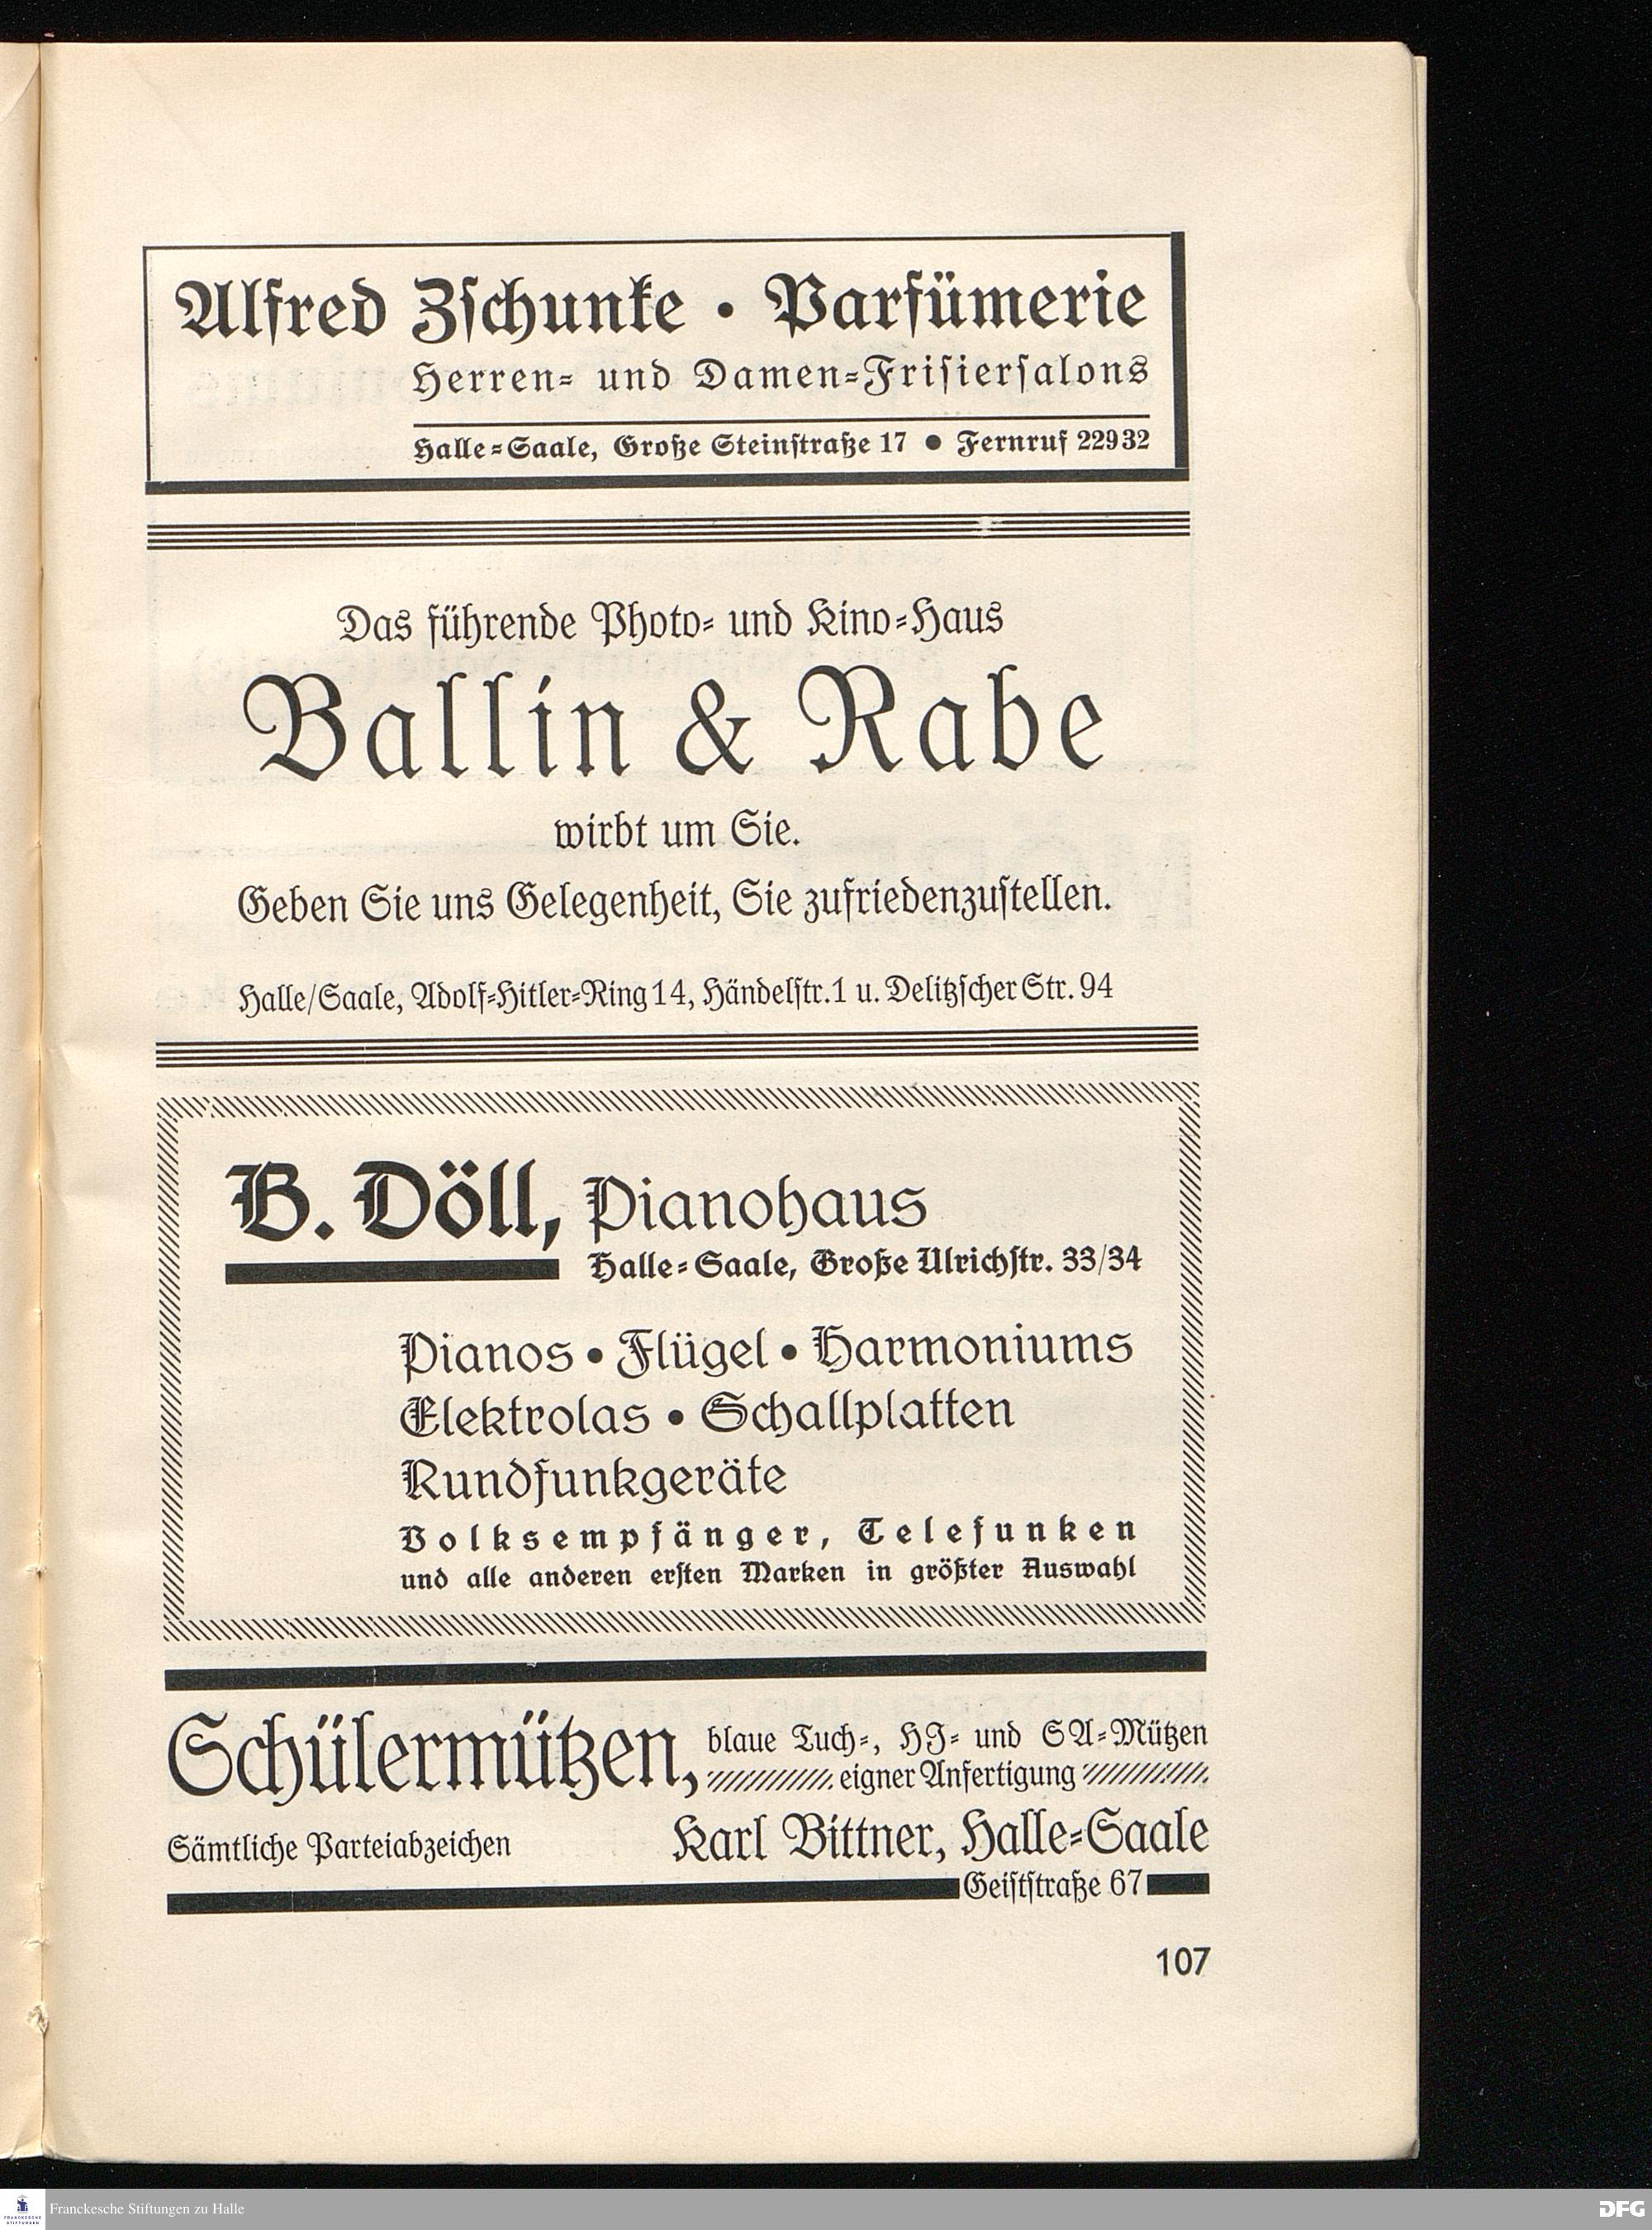 Alfred Zschunke • Parfümerie
Herren- und Damen-Frisiersalons
Halle-Saale, Große Steinstraße 17 ● Fernruf 22932
Das führende Photo- und Kino-Haus
Ballin & Rabe
wirbt um Sie.
Geben Sie uns Gelegenheit, Sie zufriedenzustellen.
Halle/Saale, Adolf-Hitler-Ring 14, Händelstr. 1 u. Delitzscher Str. 94
B. Döll, Pianohaus
Halle-Saale, Große Ulrichstr. 33/34
Pianos • Flügel • Harmoniums
Elektrolas • Schallplatten
Rundfunkgeräte
Volksempfänger, Telefunken
und alle anderen ersten Marken in größter Auswahl
Schülermützen, blaue Tuch-, HJ- und SA-Mützen
eigner Anfertigung
Sämtliche Parteiabzeichen Karl Bittner, Halle-Saale
Geiststraße 67
107
FRANCKESCHE STIFTUNGEN
Franckesche Stiftungen zu Halle
DFG